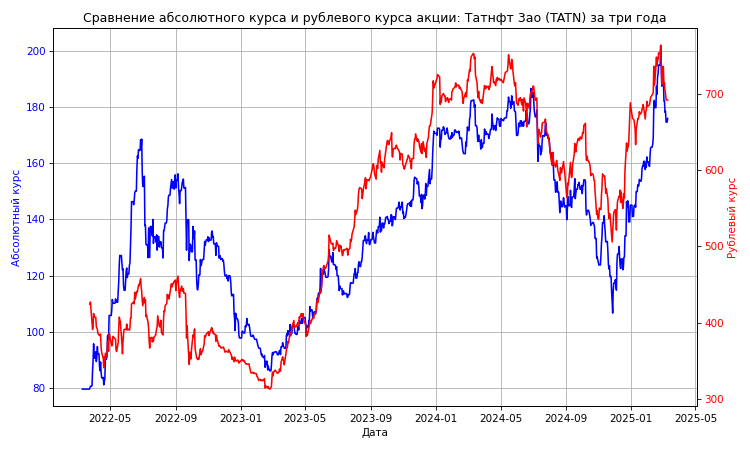 Сравнение абсолютного курса и рублевого курса акции: Татнфт 3ао (TATN) за три года
Абсолютный курс
200
180
160
140
120
100
80
700
600
500
400
300
Рублевый курс
2022-05 2022-09 2023-01 2023-05 2023-09 2024-01 2024-05 2024-09 2025-01 2025-05
Дата